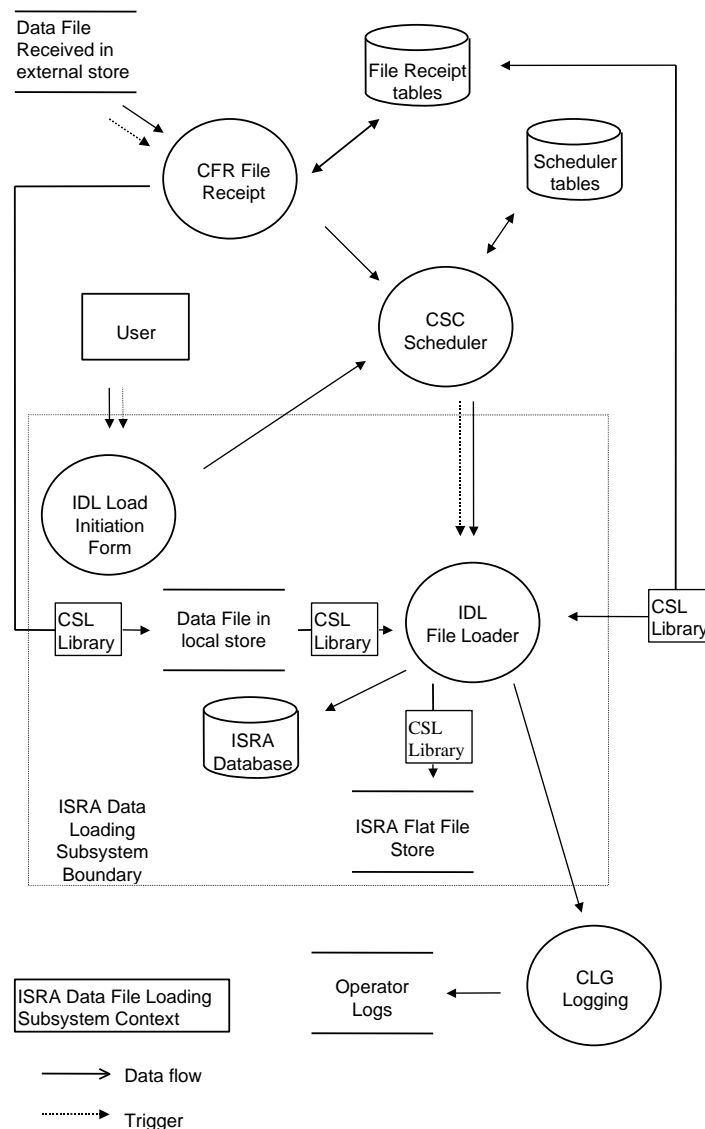 Data File
Received in
external store
File Receipt
tables
Scheduler
tables
CFR File
Receipt
CSC
Scheduler
User
IDL Load
Initiation
Form
CSL
Library
Data File in
local store
CSL
Library
IDL
File Loader
CSL
Library
ISRA
Database
CSL
Library
ISRA Data
Loading
Subsystem
Boundary
ISRA Flat File
Store
Operator
Logs
CLG
Logging
ISRA Data File Loading
Subsystem Context
Data flow
Trigger